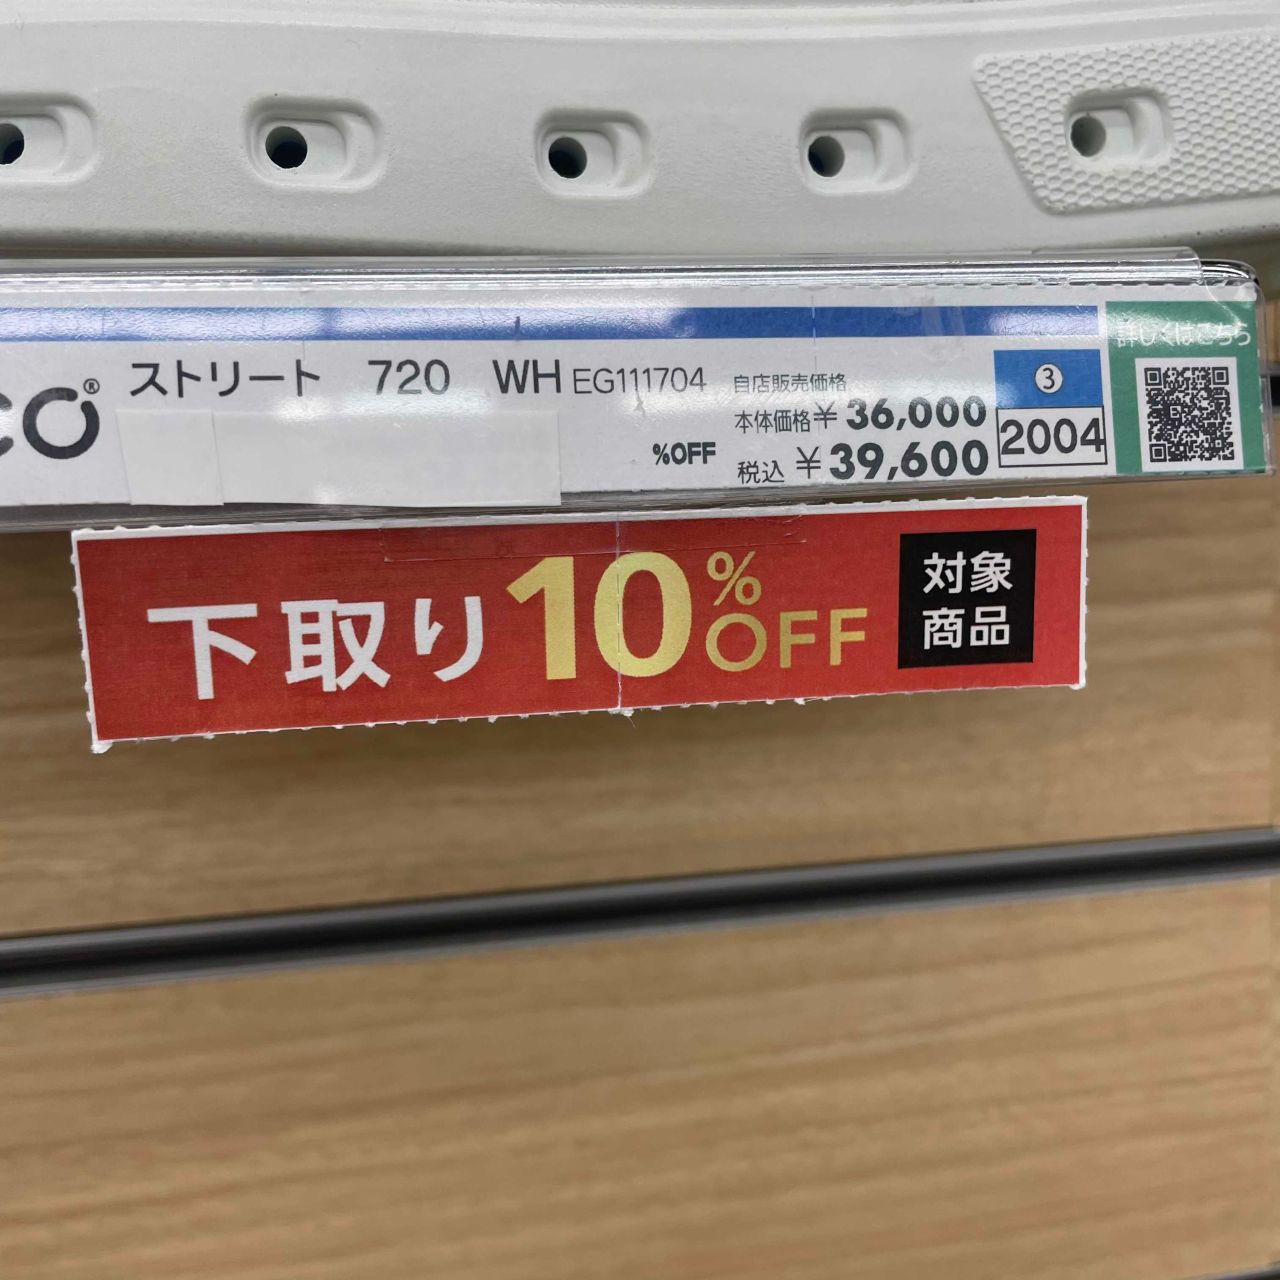 co®
ストリート 720 WH EG111704
自店販売価格
本体価格￥36,000
%OFF
税込 ￥39,600
③
2004
詳しくはこちら
下取り10%OFF
対象
商品